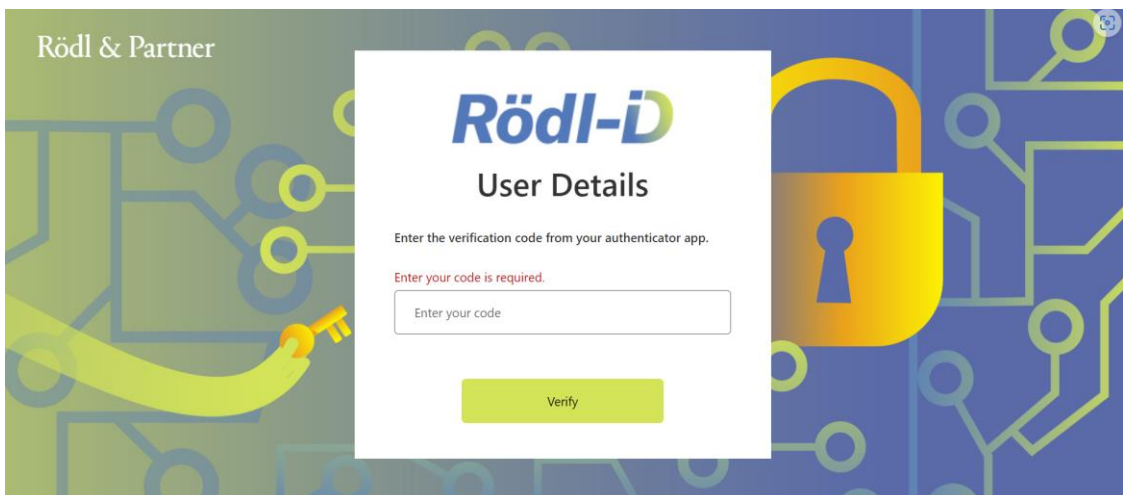 Rödl & Partner
Rödl-iD
User Details
Enter the verification code from your authenticator app.
Enter your code is required.
Enter your code
Verify